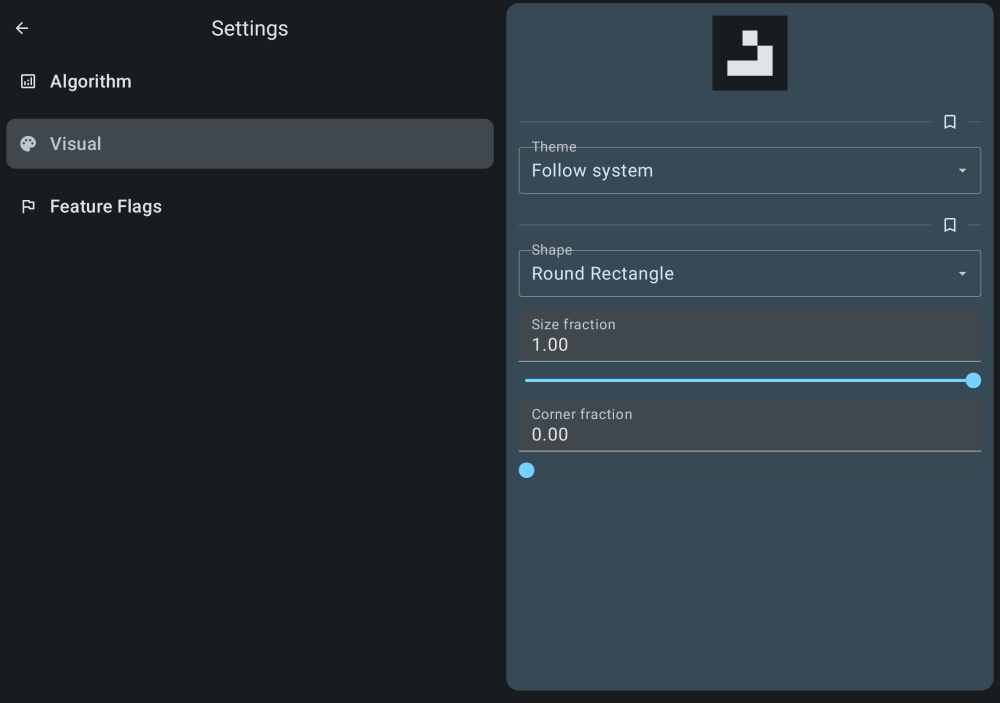 Settings
Algorithm
Visual
Feature Flags
Theme
Follow system
Shape
Round Rectangle
Size fraction
1.00
Corner fraction
0.00